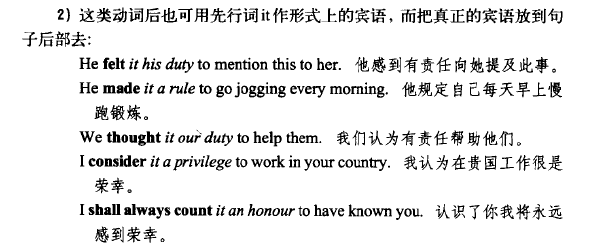 2) 这类动词后也可用先行词it作形式上的宾语，而把真正的宾语放到句
子后部去：
He felt it his duty to mention this to her. 他感到有责任向她提及此事。
He made it a rule to go jogging every morning. 他规定自己每天早上慢
跑锻炼。
We thought it our duty to help them. 我们认为有责任帮助他们。
I consider it a privilege to work in your country. 我认为在贵国工作很是
荣幸。
I shall always count it an honour to have known you. 认识了你我将永远
感到荣幸。